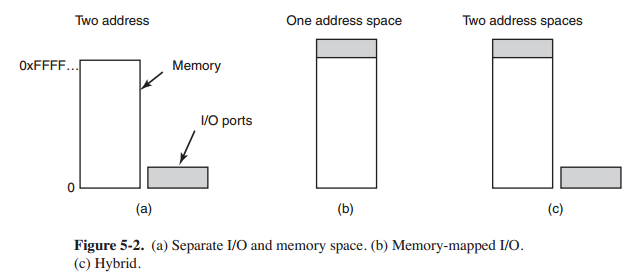 Two address
One address space
Two address spaces
0xFFFF…
Memory
I/O ports
0
(a)
(b)
(c)
Figure 5-2. (a) Separate I/O and memory space. (b) Memory-mapped I/O.
(c) Hybrid.